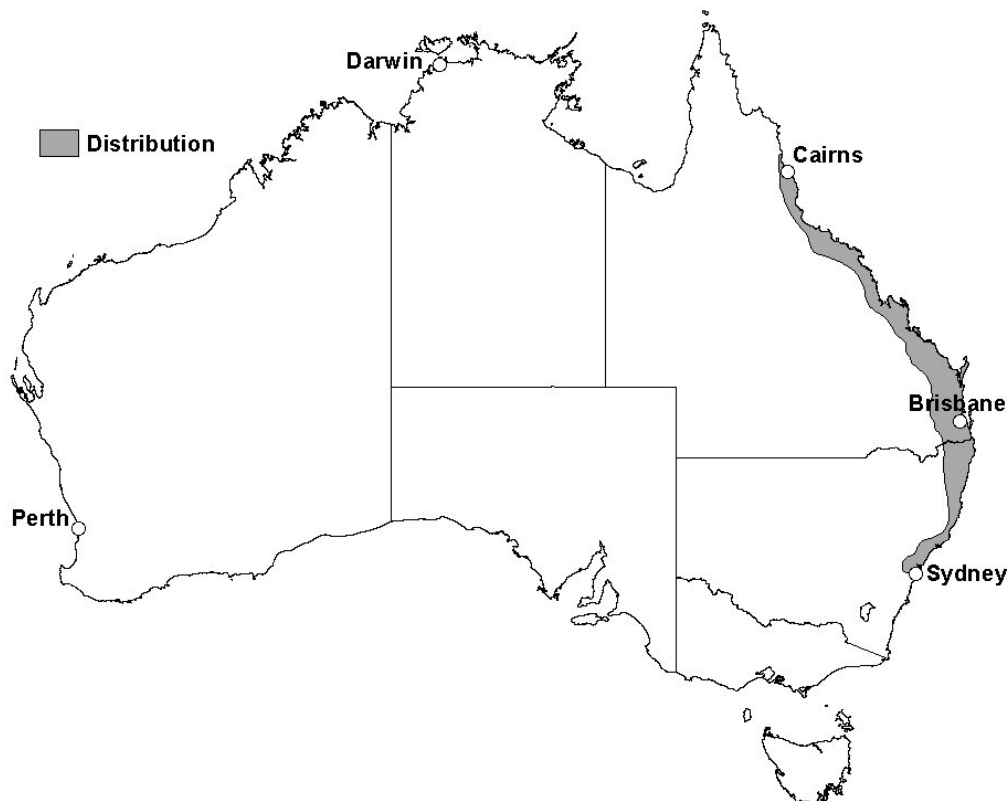 Darwin
Distribution
Cairns
Brisbane
Perth
Sydney